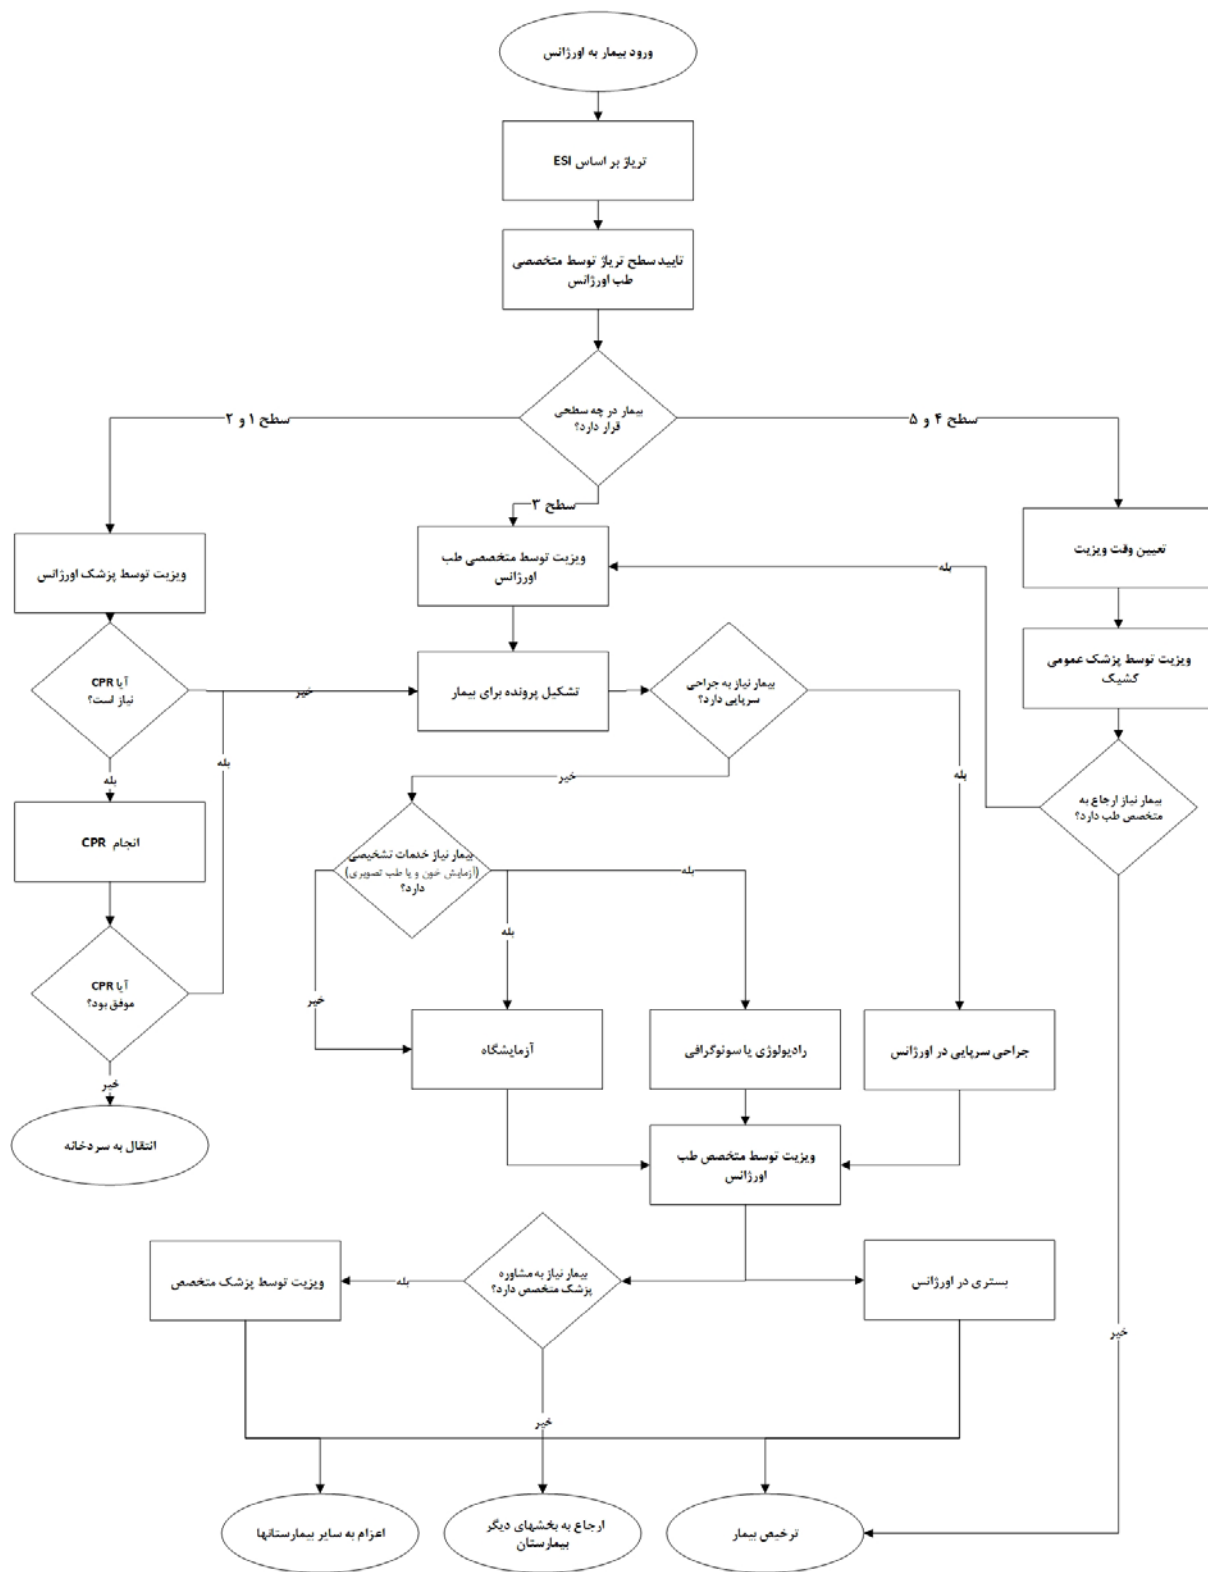 ورود بیمار به اورژانس
تریاژ بر اساس ESI
تایید سطح تریاژ توسط متخصصی
طب اورژانس
بیمار در چه سطحی
قرار دارد؟
سطح ۱ و ۲
سطح ۳
سطح ۴ و ۵
ویزیت توسط پزشک اورژانس
ویزیت توسط متخصصی طب
اورژانس
تعیین وقت ویزیت
بله
ویزیت توسط پزشک عمومی
کشیک
آیا CPR
نیاز است؟
خیر
تشکیل پرونده برای بیمار
بیمار نیاز به جراحی
سرپایی دارد؟
بله
بله
خیر
بله
بیمار نیاز ارجاع به
متخصص طب دارد؟
انجام CPR
بیمار نیاز خدمات تشخیصی
(آزمایش خون و یا طب تصویری)
دارد؟
بله
بله
خیر
آیا CPR
موفق بود؟
خیر
آزمایشگاه
رادیولوژی یا سونوگرافی
جراحی سرپایی در اورژانس
انتقال به سردخانه
ویزیت توسط متخصص طب
اورژانس
ویزیت توسط پزشک متخصص
بله
بیمار نیاز به مشاوره
پزشک متخصص دارد؟
بستری در اورژانس
خیر
خیر
اعزام به سایر بیمارستانها
ارجاع به بخشهای دیگر
بیمارستان
ترخیص بیمار